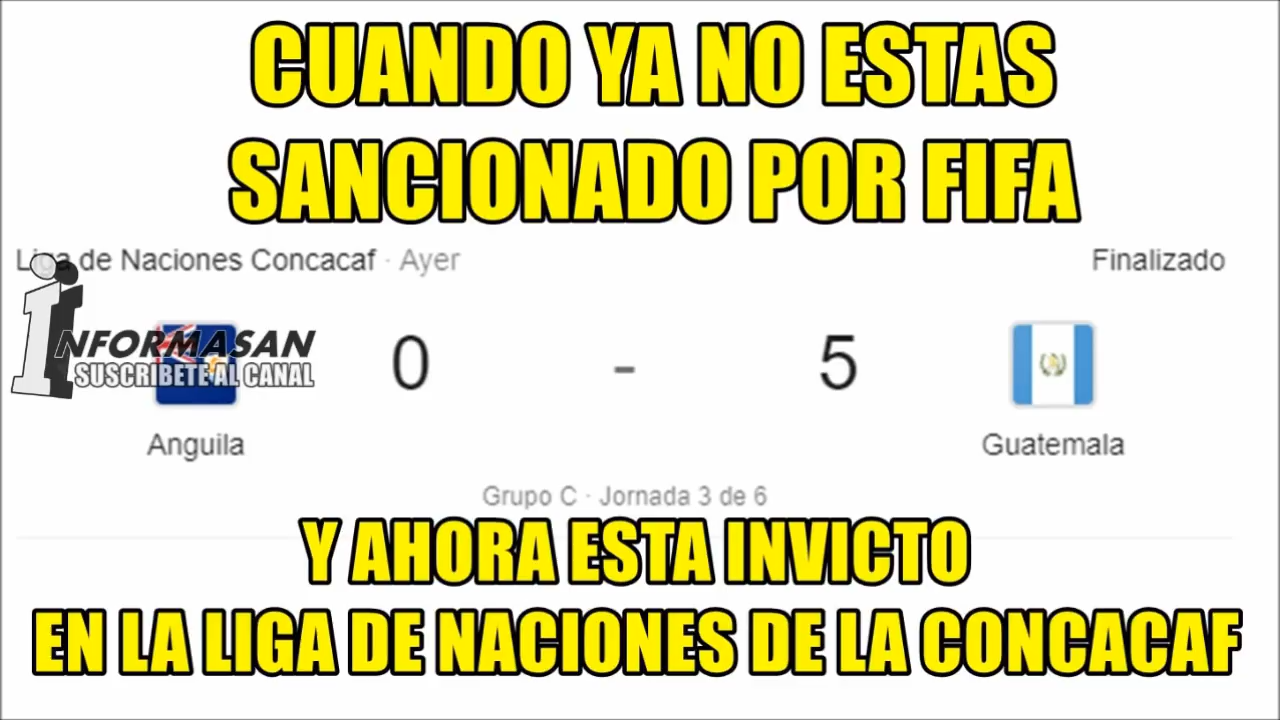 CUANDO YA NO ESTAS
SANCIONADO POR FIFA
Liga de Naciones Concacaf · Ayer
Finalizado
INFORMASAN
SUSCRIBETE AL CANAL
0 - 5
Anguila
Guatemala
Grupo C · Jornada 3 de 6
Y AHORA ESTA INVICTO
EN LA LIGA DE NACIONES DE LA CONCACAF